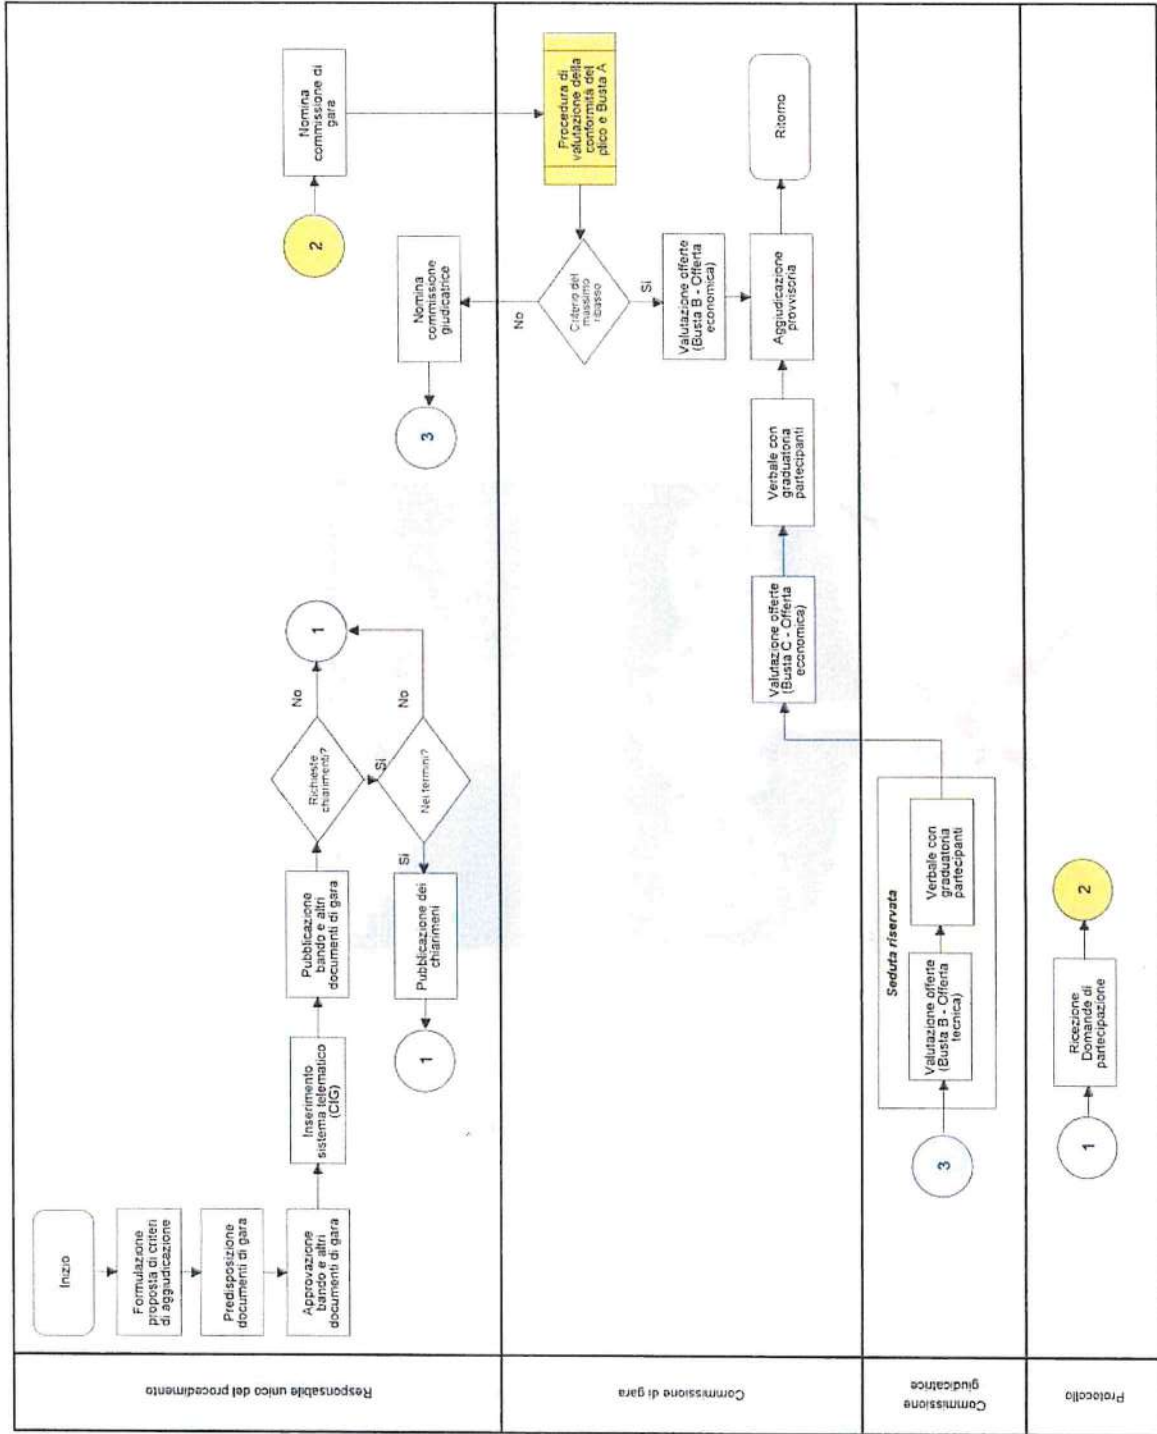 Responsabile unico del procedimento
Inizio
Formulazione
proposta di criteri
di aggiudicazione
Predisposizione
documenti di gara
Approvazione
bando e altri
documenti di gara
Inserimento
sistema telematico
(CIG)
Pubblicazione
bando e altri
documenti di gara
Richieste
chiarimenti?
No
1
Sì
Nei termini?
No
Sì
Pubblicazione dei
chiarimeni
1
2
Nomina
commissione di
gara
Nomina
commissione
giudicatrice
3
Commissione di gara
Procedura di
valutazione della
conformità del
plico e Busta A
Criterio del
massimo
ribasso
No
Sì
Valutazione offerte
(Busta B - Offerta
economica)
Valutazione offerte
(Busta C - Offerta
economica)
Verbale con
graduatoria
partecipanti
Aggiudicazione
provvisoria
Ritorno
Commissione
giudicatrice
Seduta riservata
3
Valutazione offerte
(Busta B - Offerta
tecnica)
Verbale con
graduatoria
partecipanti
Protocollo
1
Ricezione
Domande di
partecipazione
2